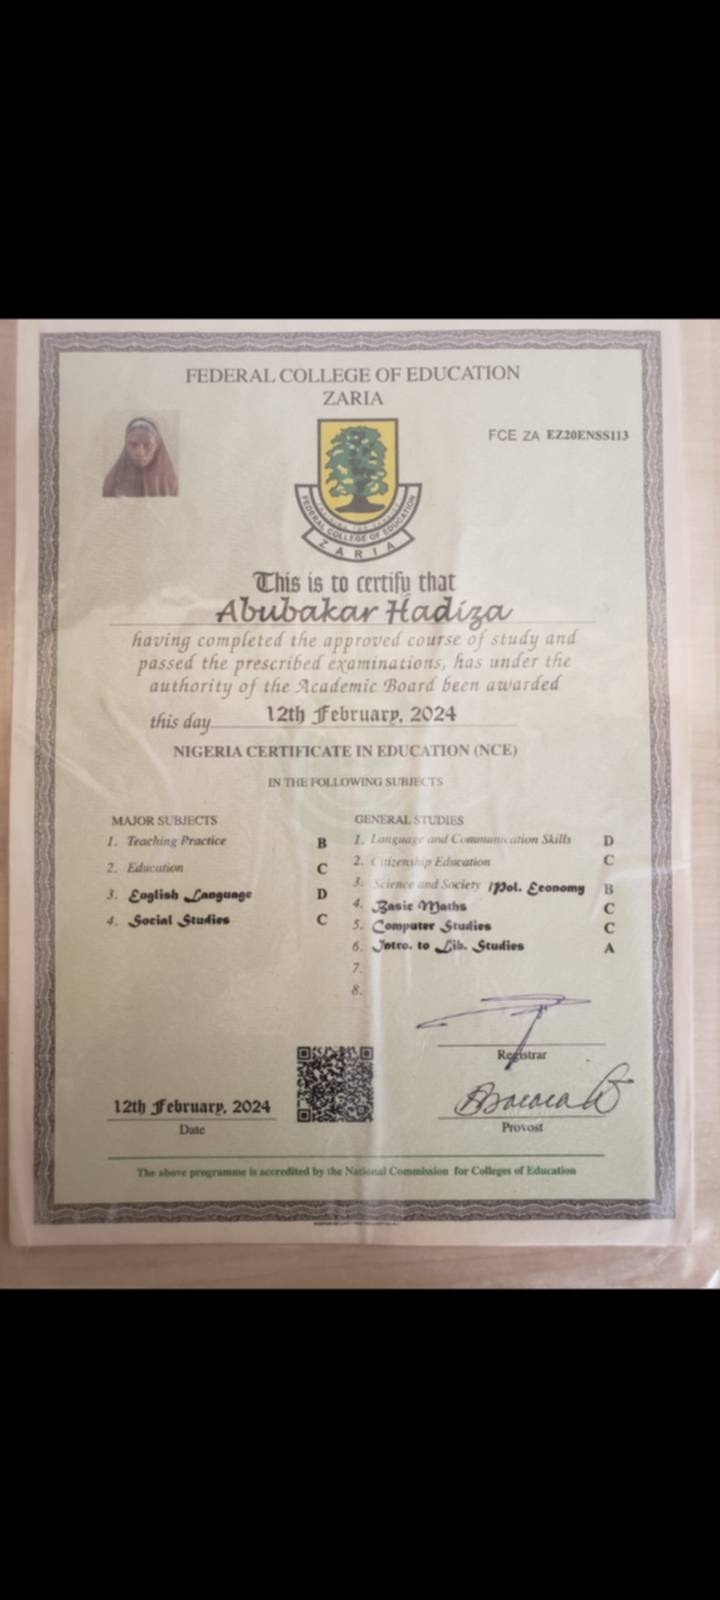 FEDERAL COLLEGE OF EDUCATION
ZARIA
FCE ZA EZ20ENSS113
FEDERAL COLLEGE OF EDUCATION
ZARIA
This is to certify that
Abubakar Hadiza
having completed the approved course of study and
passed the prescribed examinations, has under the
authority of the Academic Board been awarded
this day 12th February, 2024
NIGERIA CERTIFICATE IN EDUCATION (NCE)
IN THE FOLLOWING SUBJECTS
MAJOR SUBJECTS
1. Teaching Practice B
2. Education C
3. English Language D
4. Social Studies C
GENERAL STUDIES
1. Language and Communication Skills D
2. Citizenship Education C
3. Science and Society /Pol. Economy B
4. Basic Maths C
5. Computer Studies C
6. Intro. to Lib. Studies A
7.
8.
Registrar
12th February, 2024
Date
Provost
The above programme is accredited by the National Commission for Colleges of Education